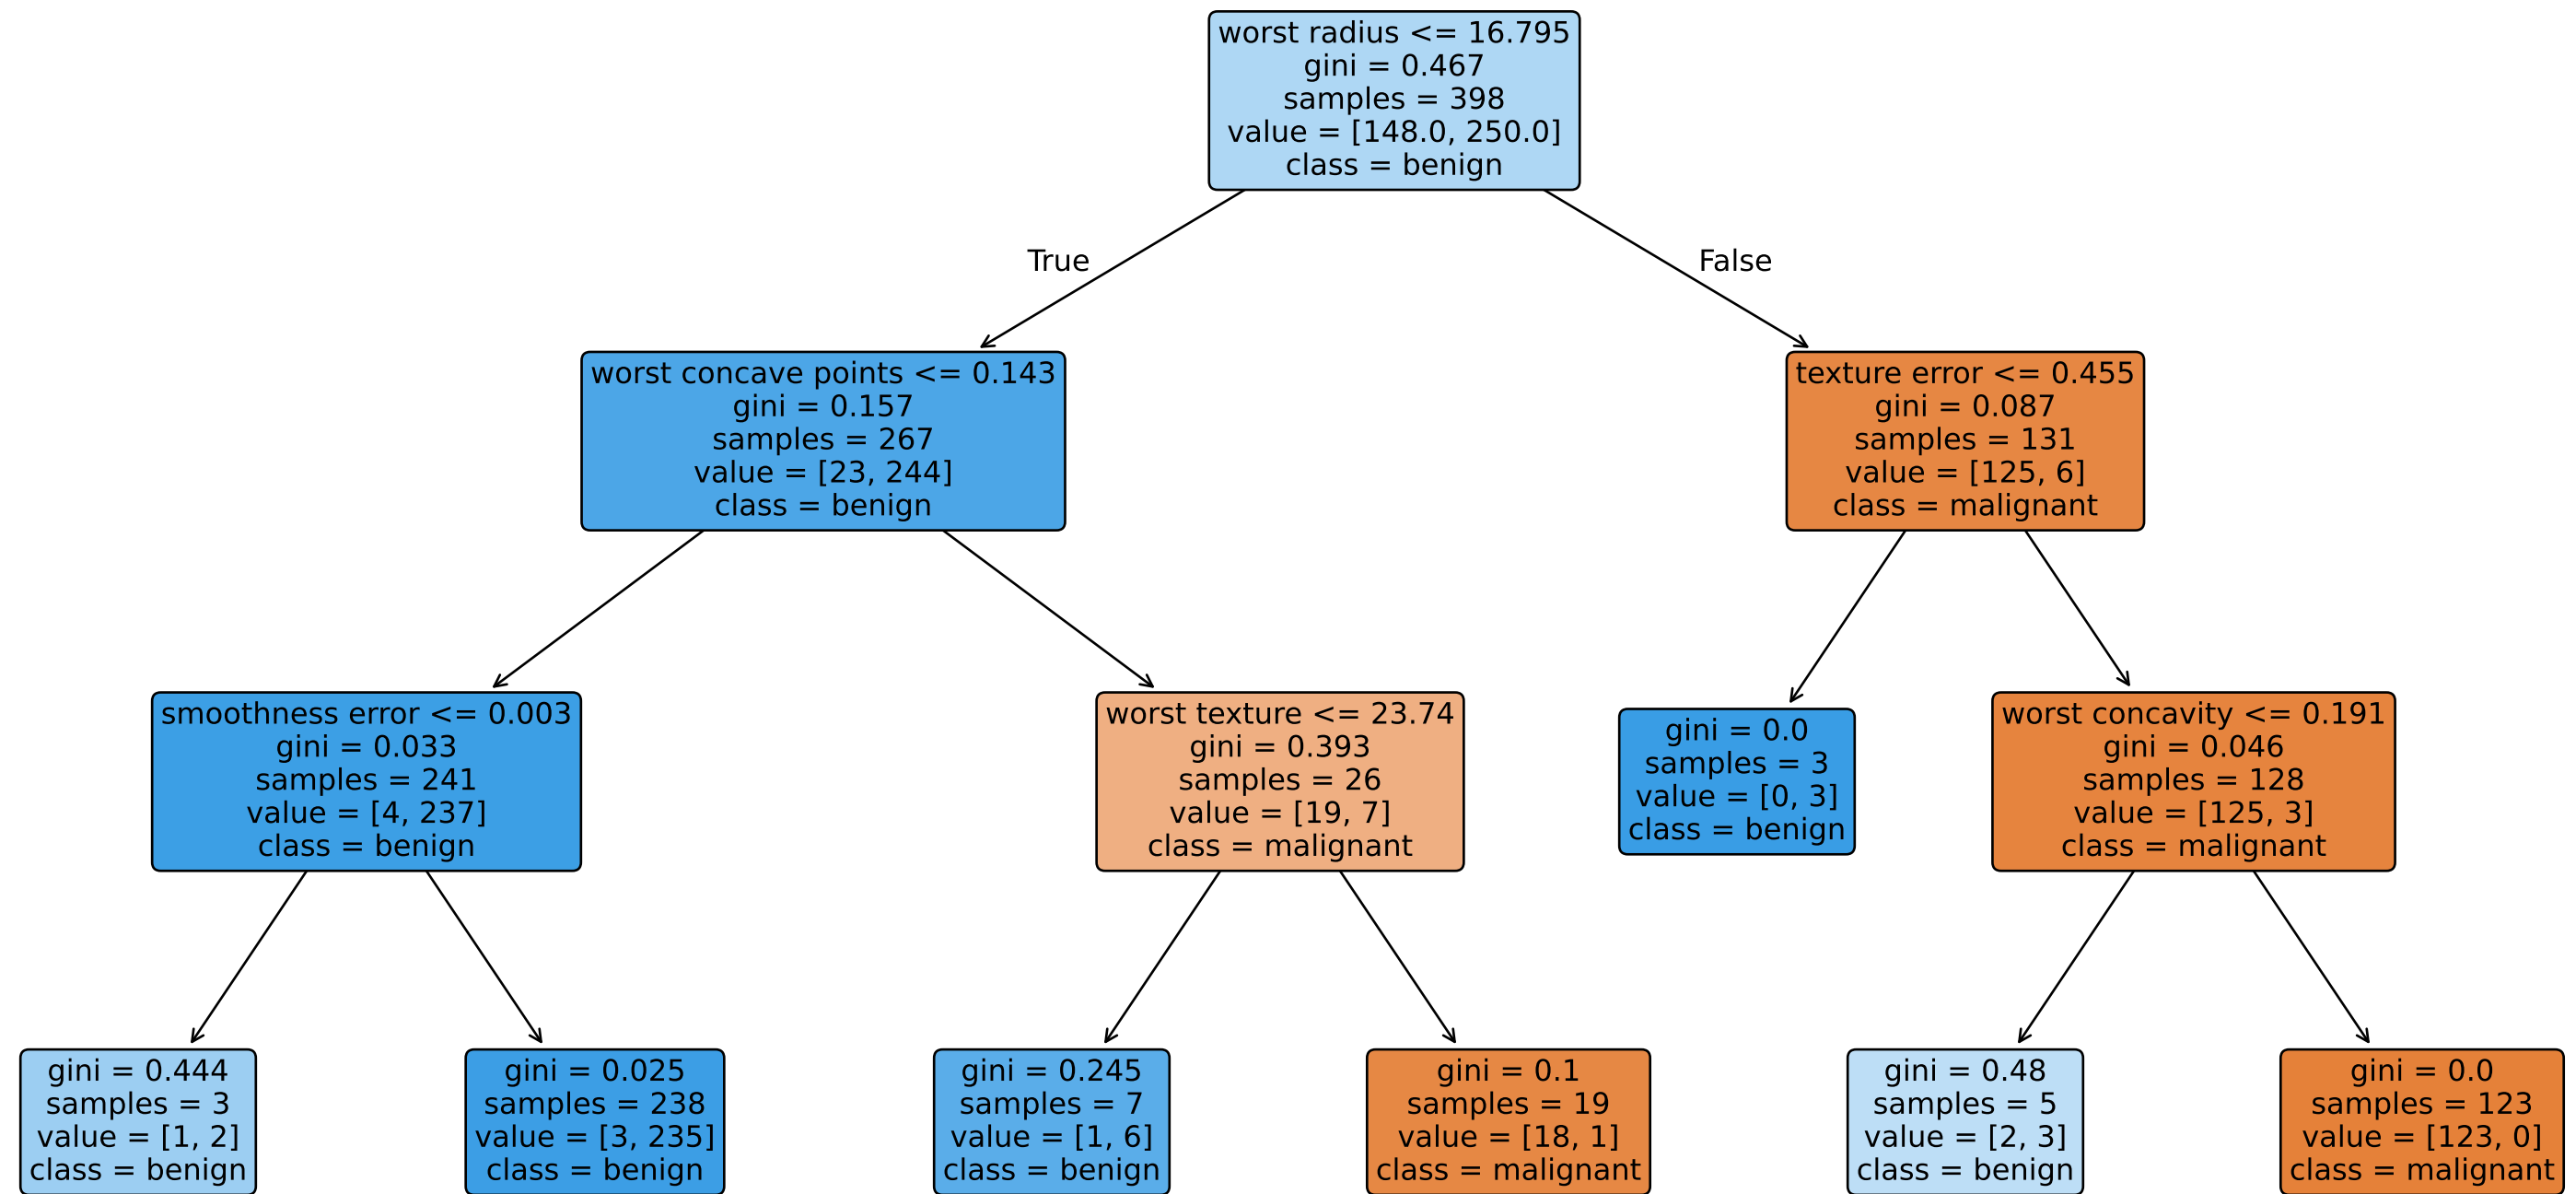 worst radius <= 16.795
gini = 0.467
samples = 398
value = [148.0, 250.0]
class = benign
True
False
worst concave points <= 0.143
gini = 0.157
samples = 267
value = [23, 244]
class = benign
texture error <= 0.455
gini = 0.087
samples = 131
value = [125, 6]
class = malignant
smoothness error <= 0.003
gini = 0.033
samples = 241
value = [4, 237]
class = benign
worst texture <= 23.74
gini = 0.393
samples = 26
value = [19, 7]
class = malignant
gini = 0.0
samples = 3
value = [0, 3]
class = benign
worst concavity <= 0.191
gini = 0.046
samples = 128
value = [125, 3]
class = malignant
gini = 0.444
samples = 3
value = [1, 2]
class = benign
gini = 0.025
samples = 238
value = [3, 235]
class = benign
gini = 0.245
samples = 7
value = [1, 6]
class = benign
gini = 0.1
samples = 19
value = [18, 1]
class = malignant
gini = 0.48
samples = 5
value = [2, 3]
class = benign
gini = 0.0
samples = 123
value = [123, 0]
class = malignant